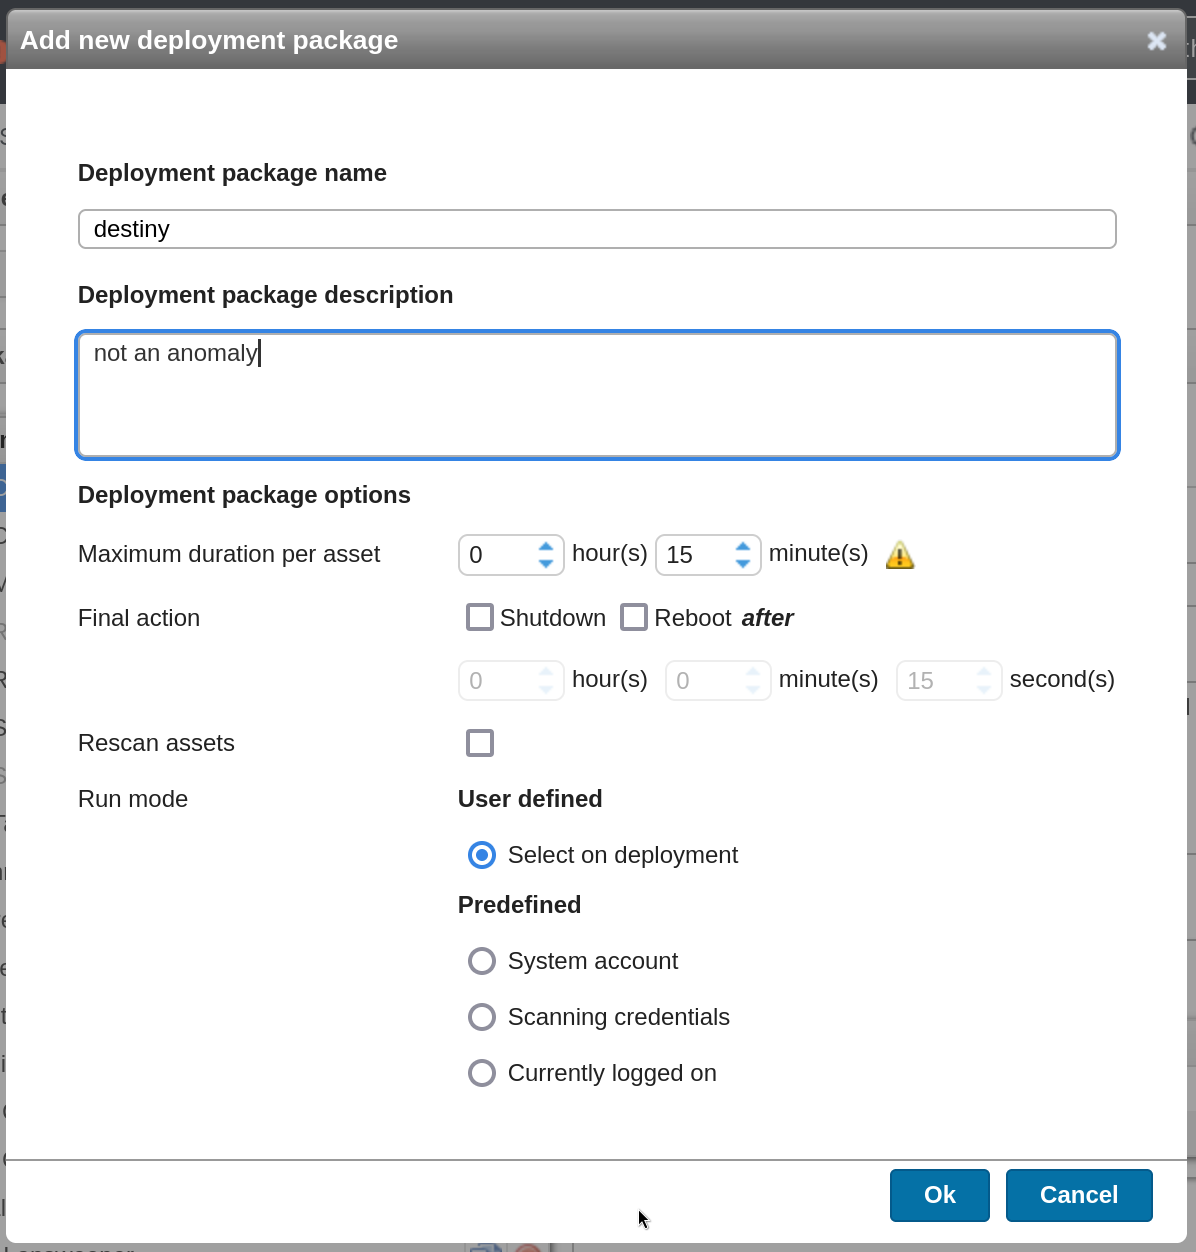 Add new deployment package
Deployment package name
destiny
Deployment package description
not an anomaly
Deployment package options
Maximum duration per asset 0 hour(s) 15 minute(s)
Final action Shutdown Reboot after
0 hour(s) 0 minute(s) 15 second(s)
Rescan assets
Run mode User defined
Select on deployment
Predefined
System account
Scanning credentials
Currently logged on
Ok Cancel